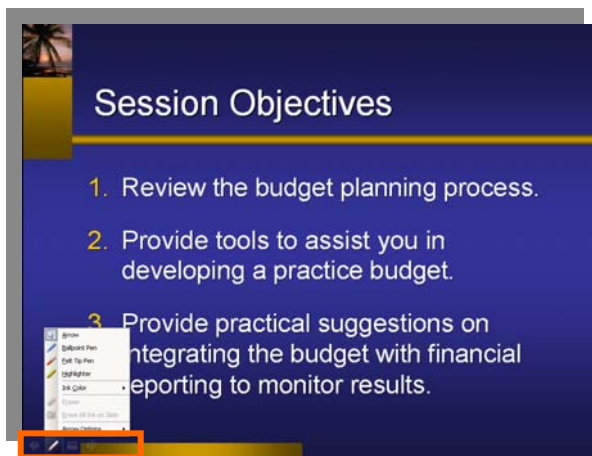 Session Objectives
1. Review the budget planning process.
2. Provide tools to assist you in
developing a practice budget.
3. Provide practical suggestions on
integrating the budget with financial
reporting to monitor results.
Arrow
Ballpoint Pen
Felt Tip Pen
Highlighter
Ink Color
Eraser
Erase All Ink on Slide
Arrow Options